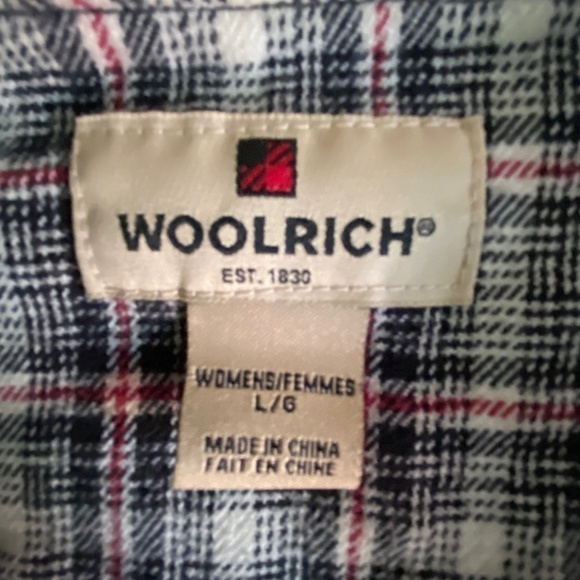 WOOLRICH®
EST. 1830
WOMENS/FEMMES
L/G
MADE IN CHINA
FAIT EN CHINE